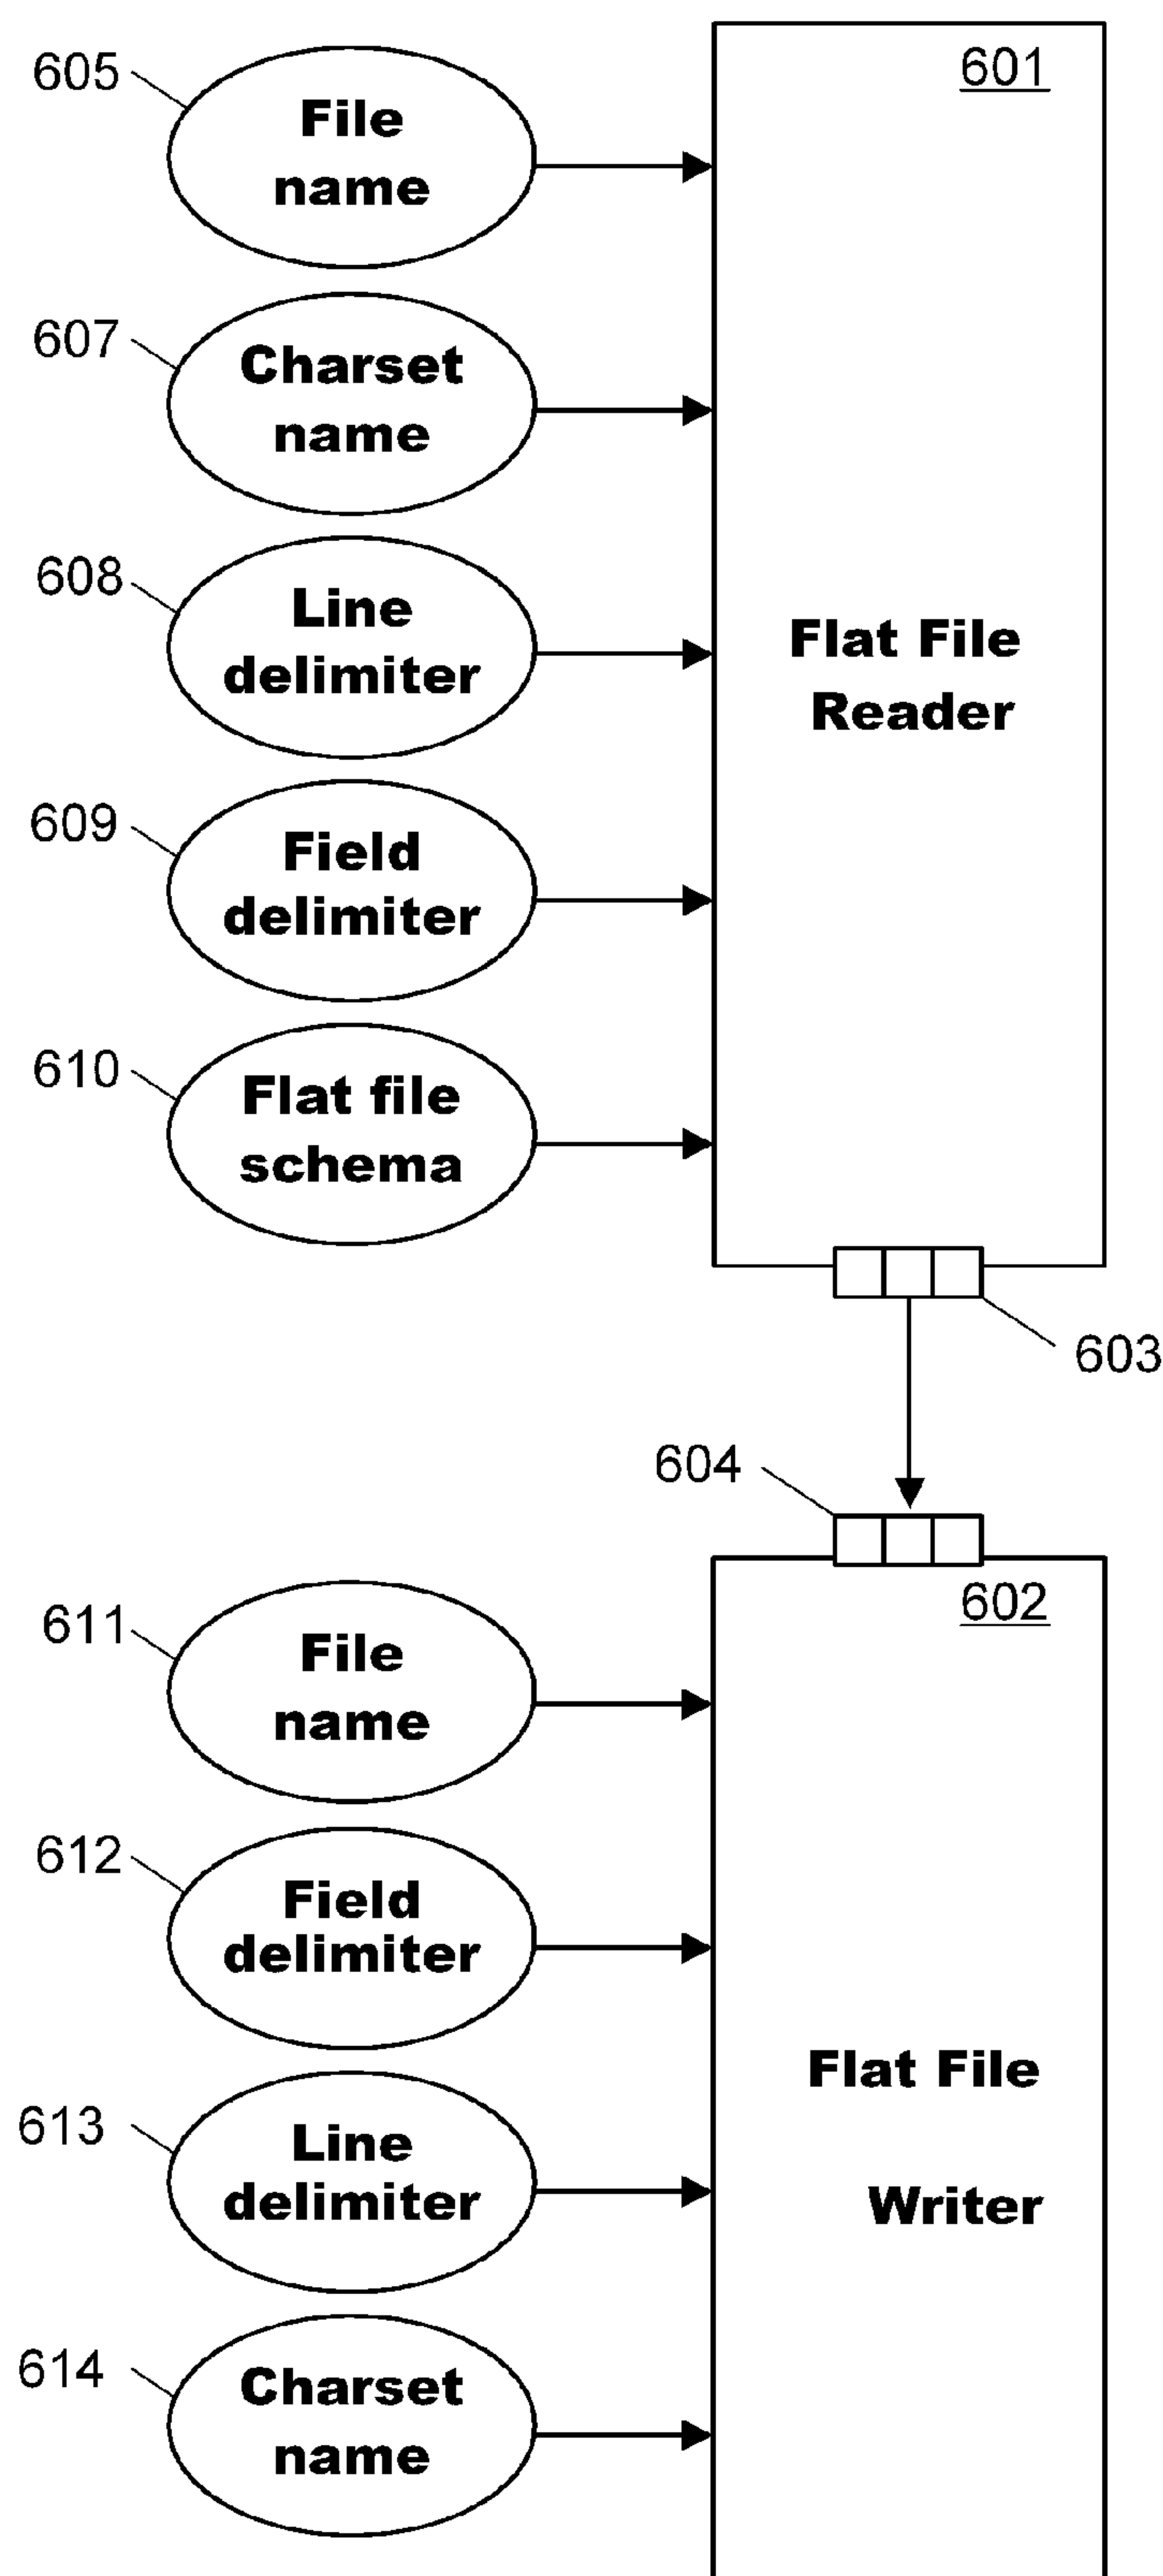 601
605
File
name
607
Charset
name
608
Line
delimiter
Flat File
Reader
609
Field
delimiter
610
Flat file
schema
603
604
602
611
File
name
612
Field
delimiter
Flat File
Writer
613
Line
delimiter
614
Charset
name